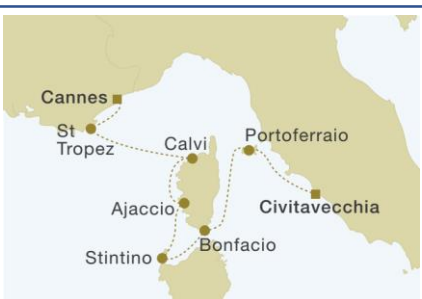 Cannes
St
Tropez
Calvi
Portoferraio
Ajaccio
Civitavecchia
Bonfacio
Stintino